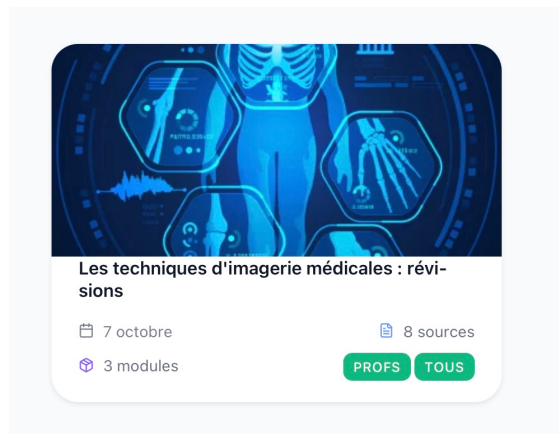 Les techniques d'imagerie médicales : révi-
sions
7 octobre
8 sources
3 modules
PROFS TOUS